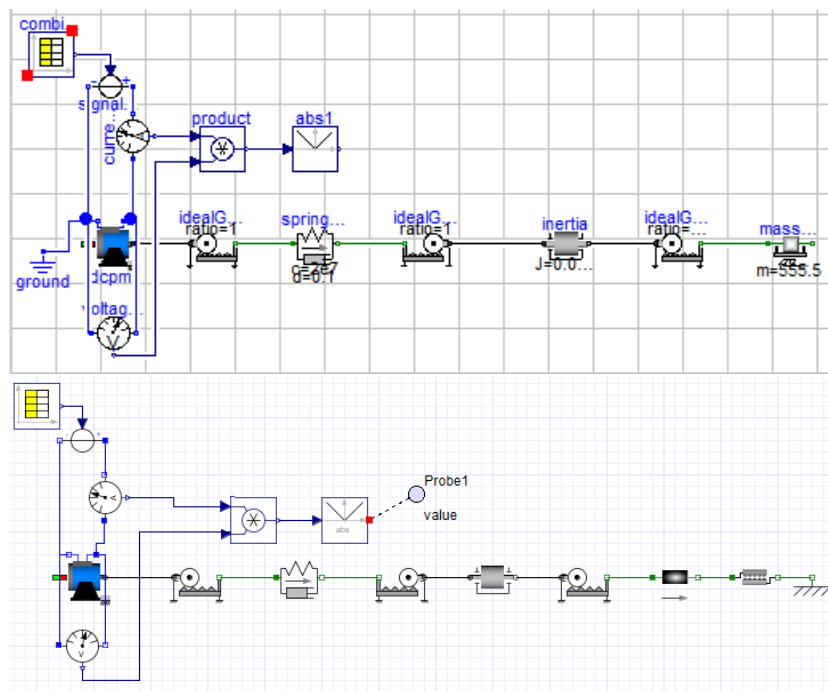 combi...
- +
signal...
curre...
A
product
abs1
idealG...
ratio=1
spring...
c=2e7
d=0.1
idealG...
ratio=1
inertia
J=0.0...
idealG...
ratio=...
mass...
m=555.5
ground
dcpm
voltag...
V
- +
A
Probe1
value
abs
V